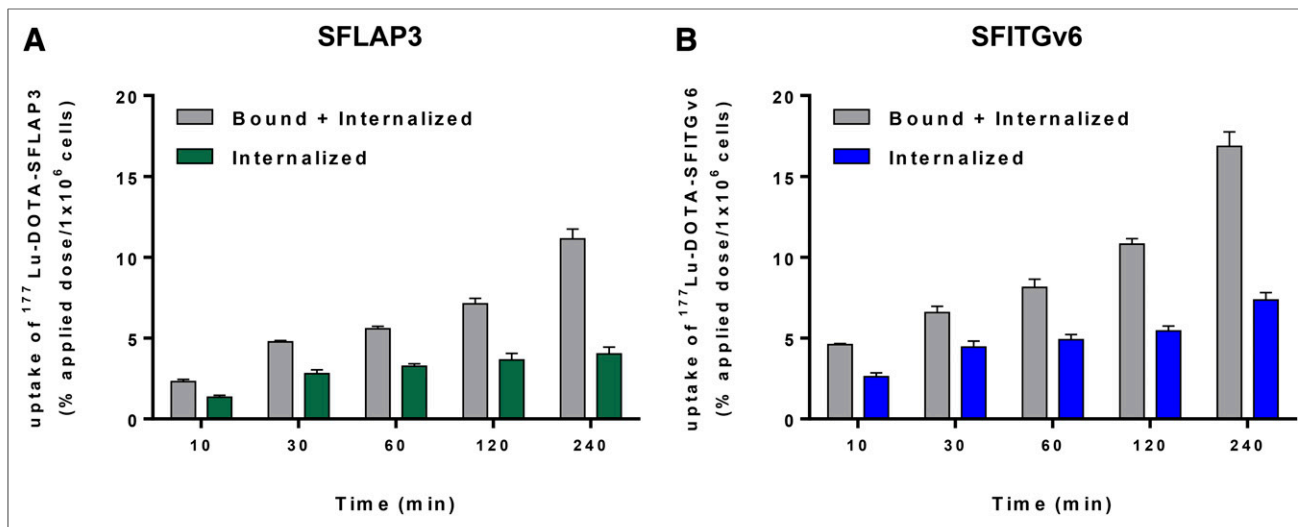 A
SFLAP3
uptake of ¹⁷⁷Lu-DOTA-SFLAP3
(% applied dose/1x10⁶ cells)
20
15
10
5
0
Bound + Internalized
Internalized
10 30 60 120 240
Time (min)
B
SFITGv6
uptake of ¹⁷⁷Lu-DOTA-SFITGv6
(% applied dose/1x10⁶ cells)
20
15
10
5
0
Bound + Internalized
Internalized
10 30 60 120 240
Time (min)